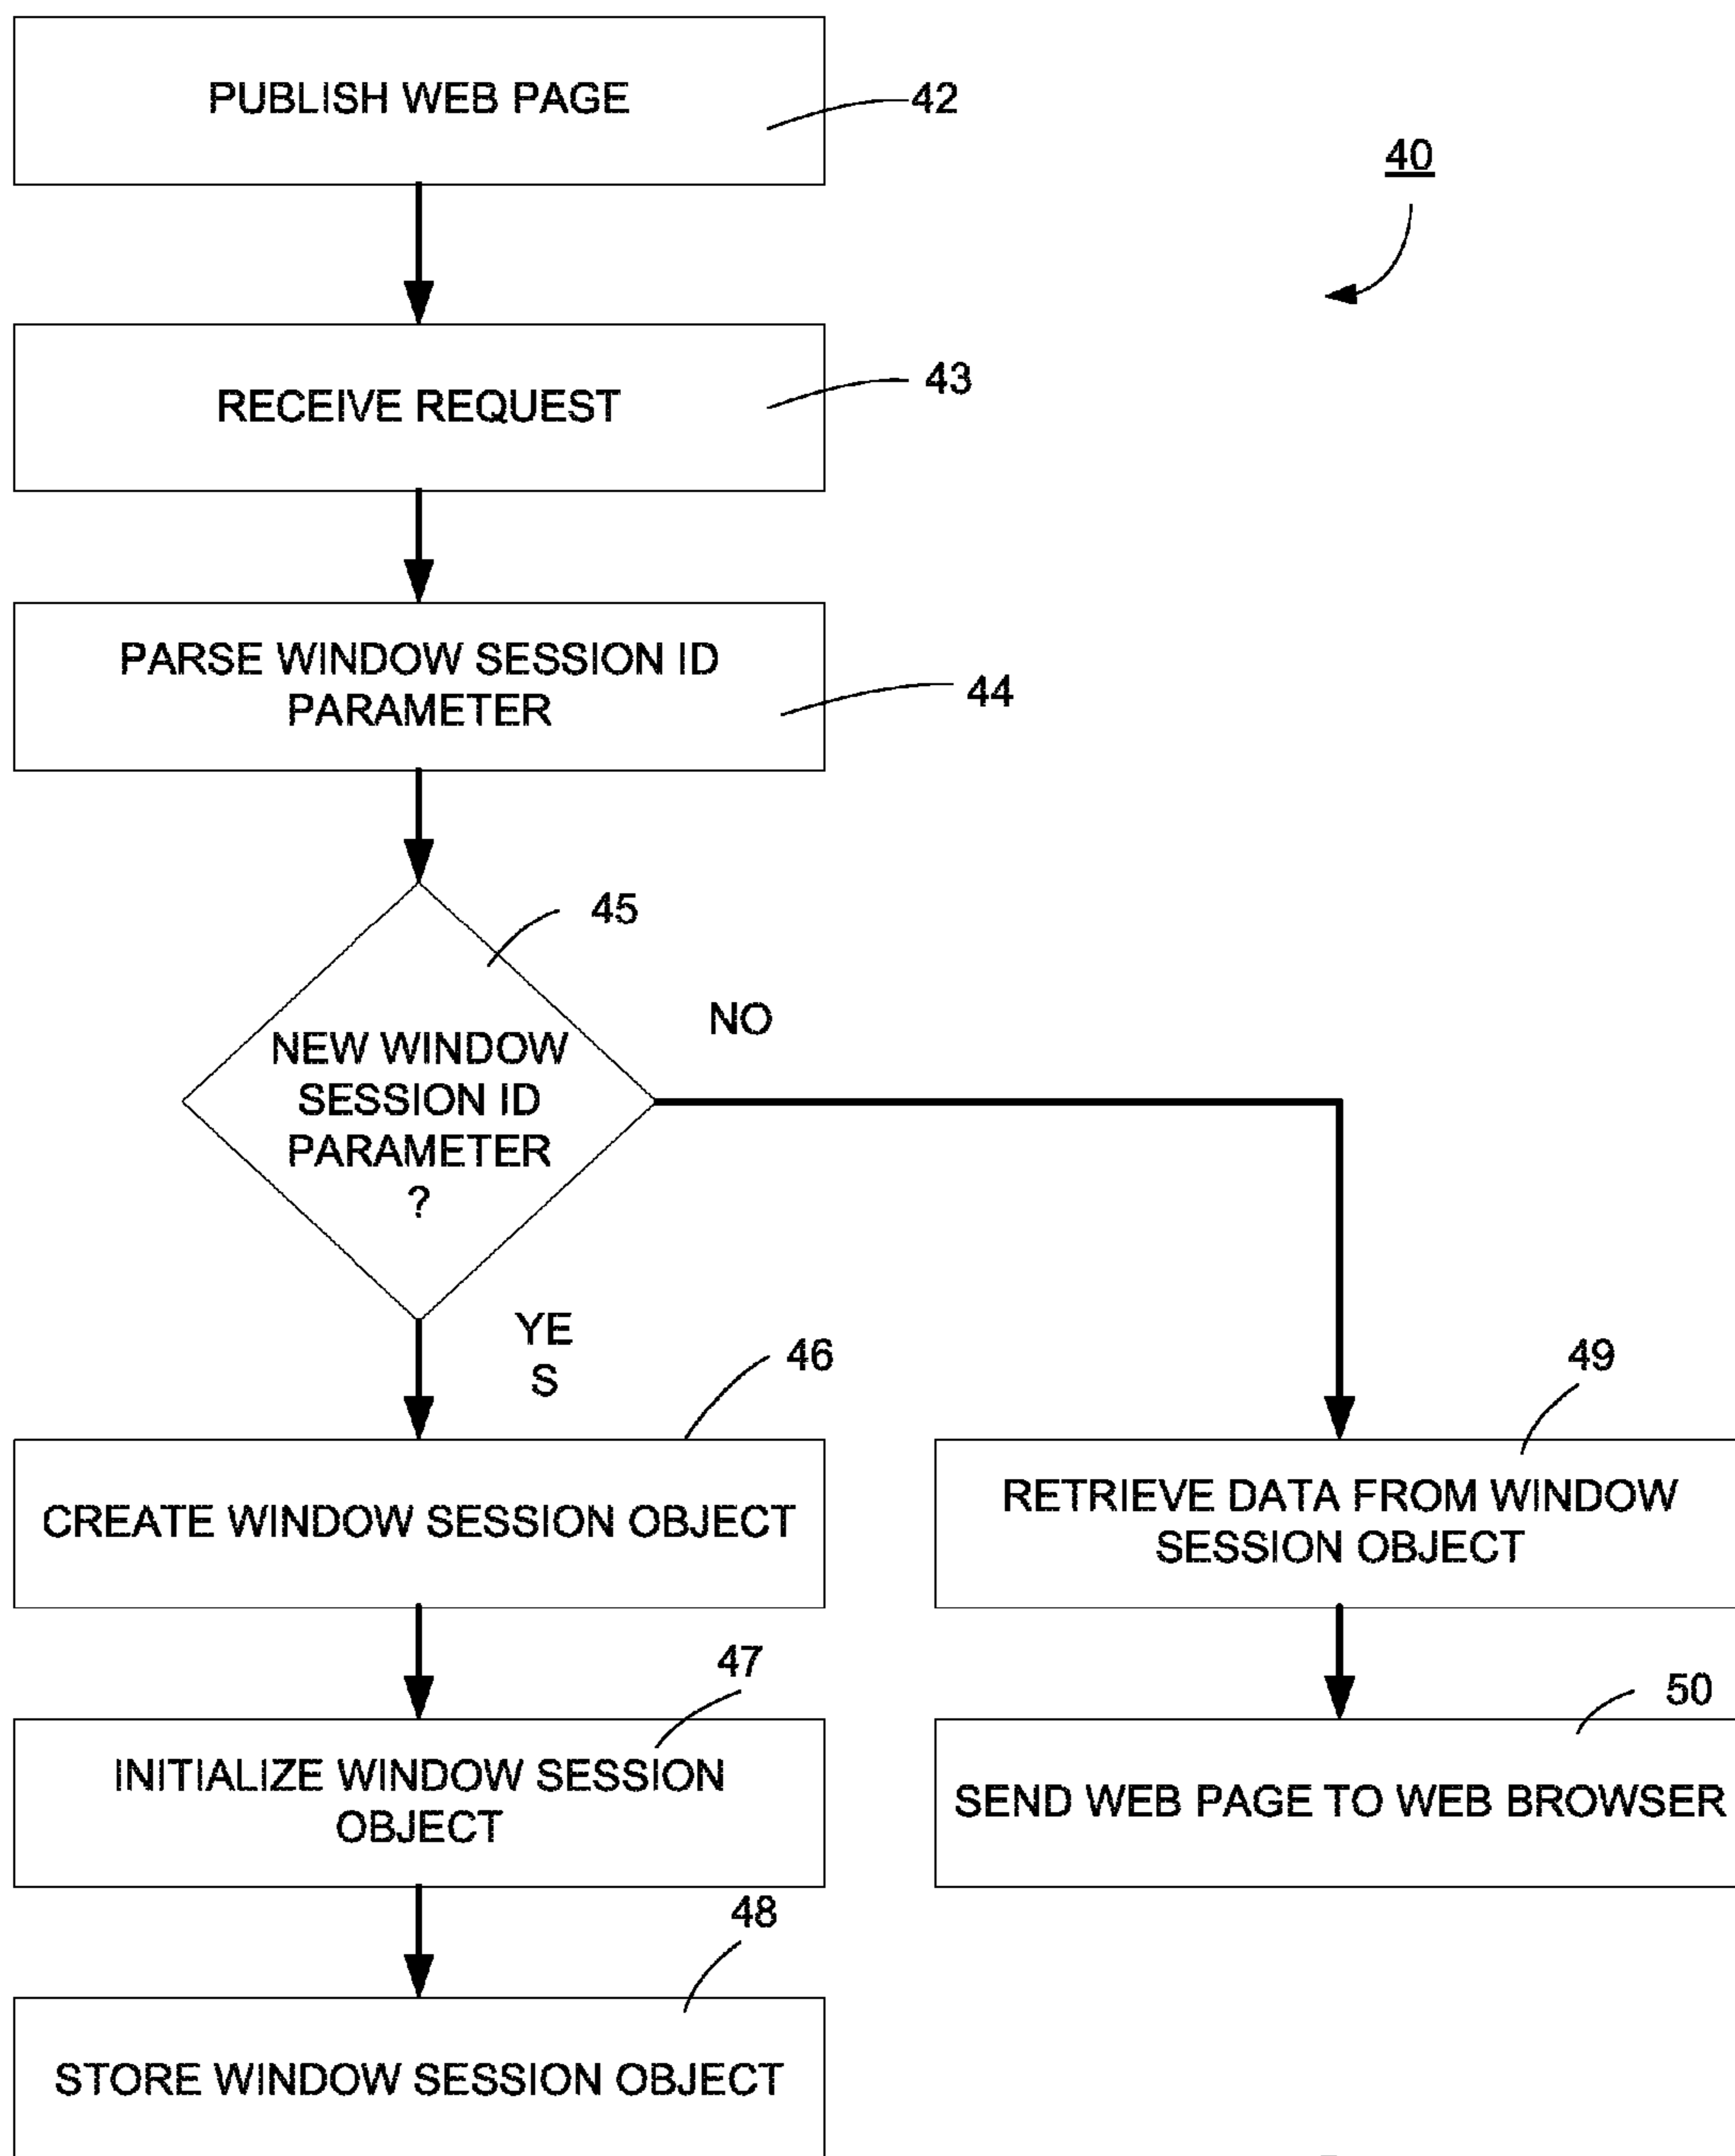 PUBLISH WEB PAGE
42
40
RECEIVE REQUEST
43
PARSE WINDOW SESSION ID
PARAMETER
44
45
NEW WINDOW
SESSION ID
PARAMETER
?
NO
YE
S
46
49
CREATE WINDOW SESSION OBJECT
RETRIEVE DATA FROM WINDOW
SESSION OBJECT
47
50
INITIALIZE WINDOW SESSION
OBJECT
SEND WEB PAGE TO WEB BROWSER
48
STORE WINDOW SESSION OBJECT